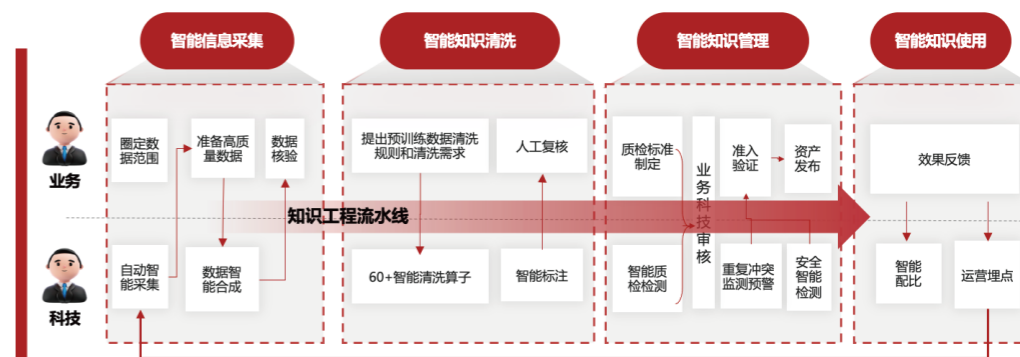 智能信息采集
智能知识清洗
智能知识管理
智能知识使用
业务
圈定数
据范围
准备高质
量数据
数据
核验
提出预训练数据清洗
规则和清洗需求
人工复核
质检标准
制定
业务科技审核
准入
验证
资产
发布
效果反馈
知识工程流水线
科技
自动智
能采集
数据智
能合成
60+智能清洗算子
智能标注
智能质
检检测
重复冲突
监测预警
安全
智能
检测
智能
配比
运营埋点